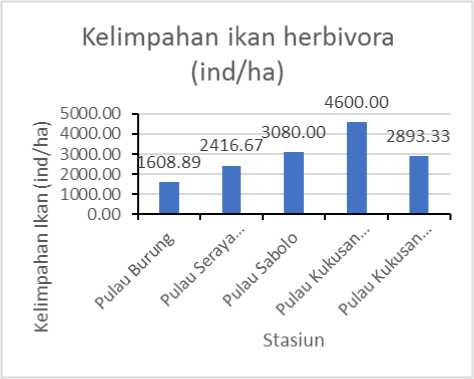 Kelimpahan ikan herbivora
(ind/ha)
Kelimpahan Ikan (ind/ha)
5000.00
4000.00
3000.00
2000.00
1000.00
0.00
1608.89
2416.67
3080.00
4600.00
2893.33
Pulau Burung
Pulau Seraya...
Pulau Sabolo
Pulau Kukusan...
Pulau Kukusan...
Stasiun